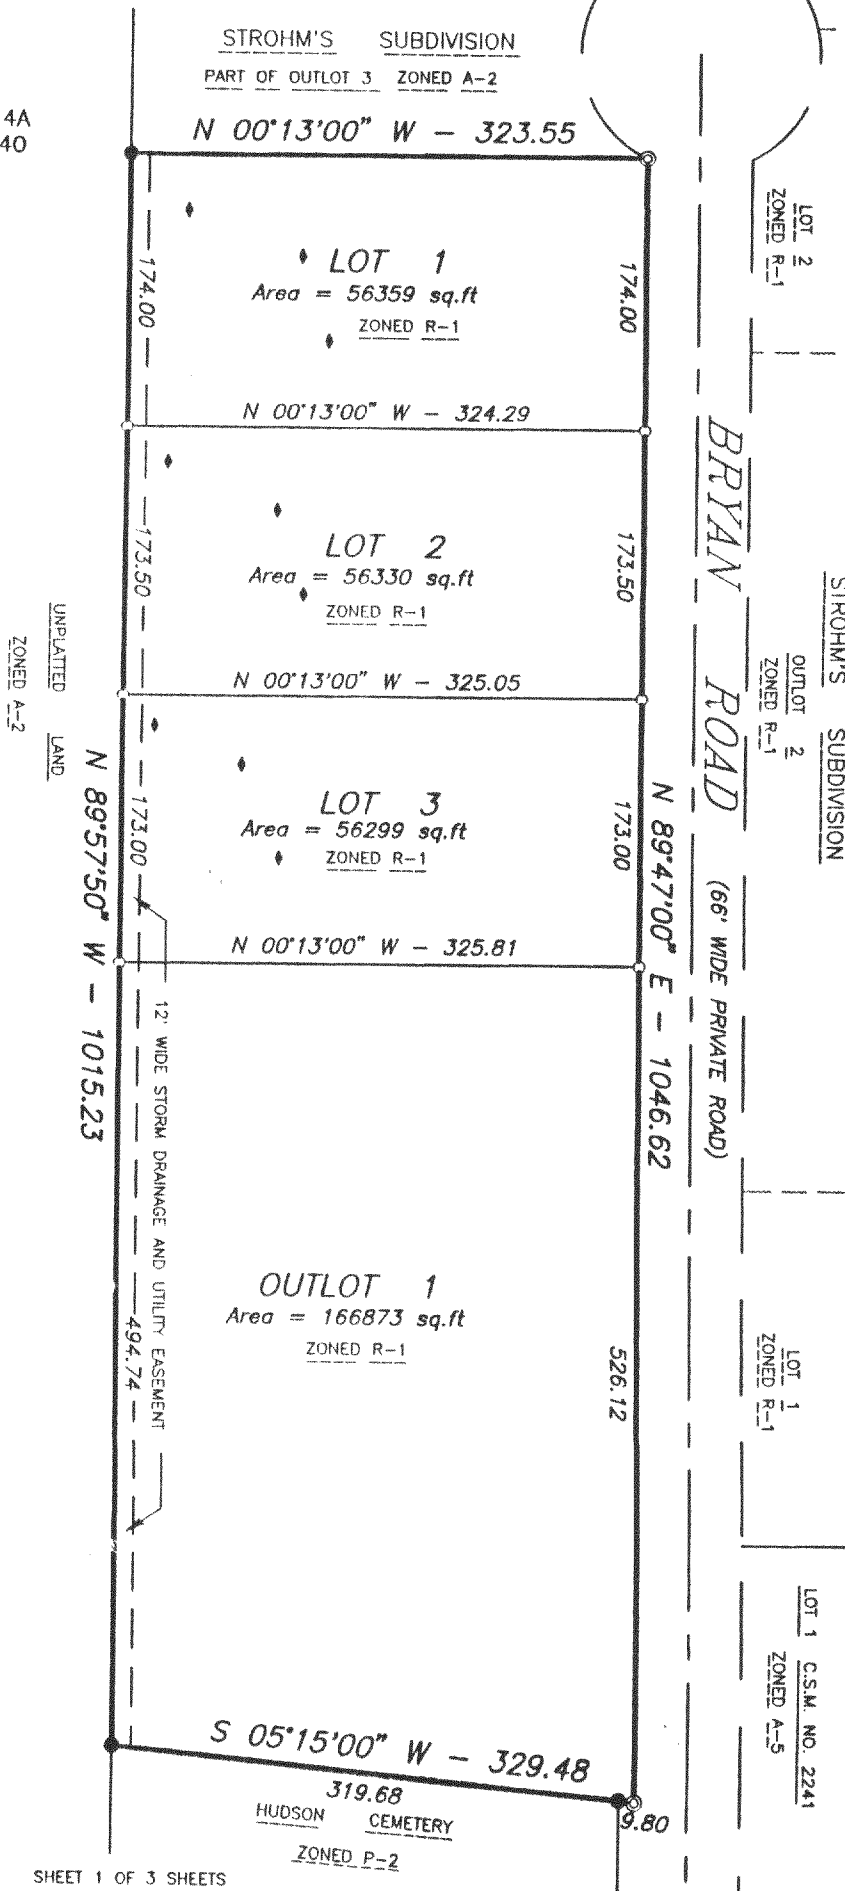 STROHM'S SUBDIVISION
PART OF OUTLOT 3 ZONED A-2
4A
40
N 00°13'00" W - 323.55
LOT 2
ZONED R-1
174.00
LOT 1
Area = 56359 sq.ft
ZONED R-1
174.00
N 00°13'00" W - 324.29
BRYAN ROAD
(66' WIDE PRIVATE ROAD)
173.50
LOT 2
Area = 56330 sq.ft
ZONED R-1
173.50
STROHM'S SUBDIVISION
OUTLOT 2
ZONED R-1
UNPLATTED LAND
ZONED A-2
N 00°13'00" W - 325.05
N 89°57'50" W - 1015.23
N 89°47'00" E - 1046.62
173.00
LOT 3
Area = 56299 sq.ft
ZONED R-1
173.00
N 00°13'00" W - 325.81
12' WIDE STORM DRAINAGE AND UTILITY EASEMENT
OUTLOT 1
Area = 166873 sq.ft
ZONED R-1
494.74
526.12
LOT 1
ZONED R-1
LOT 1 C.S.M. NO. 2241
ZONED A-5
S 05°15'00" W - 329.48
319.68
9.80
HUDSON CEMETERY
ZONED P-2
SHEET 1 OF 3 SHEETS